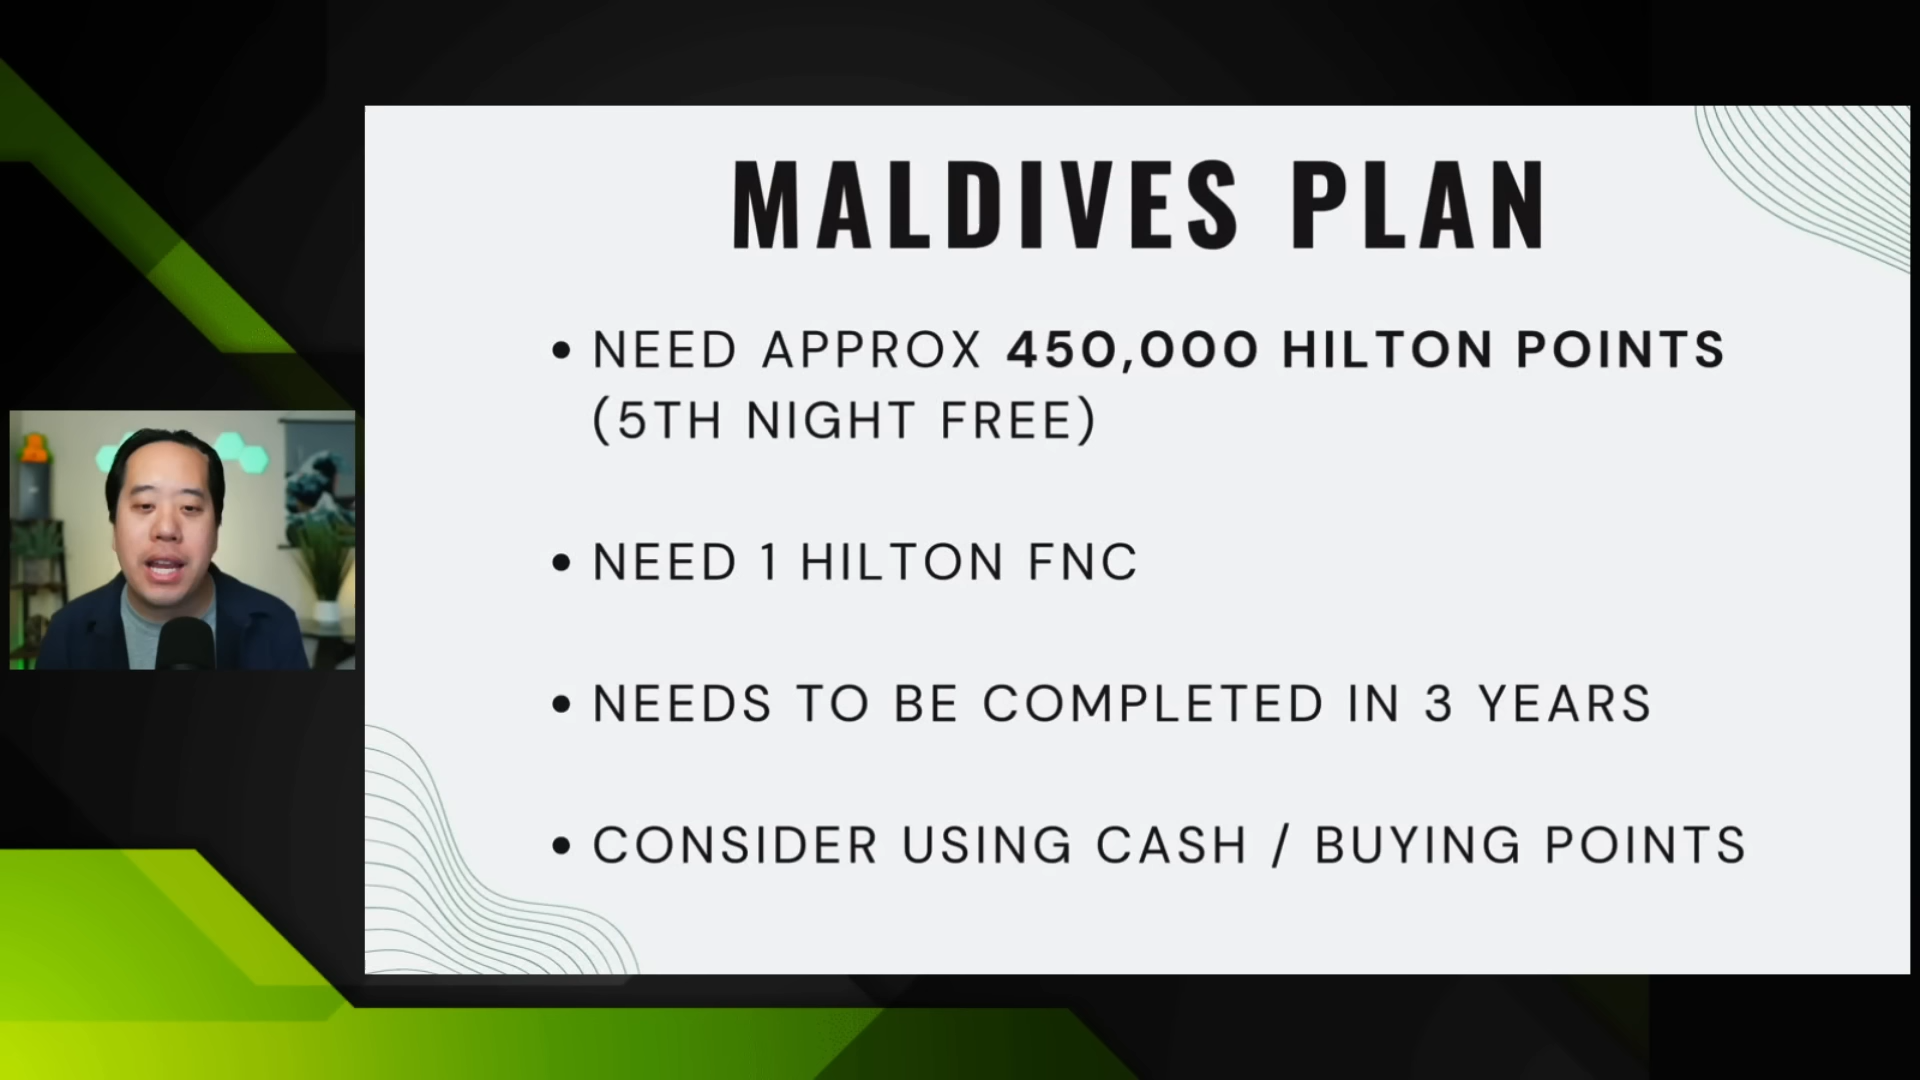 MALDIVES PLAN
• NEED APPROX 450,000 HILTON POINTS
(5TH NIGHT FREE)
• NEED 1 HILTON FNC
• NEEDS TO BE COMPLETED IN 3 YEARS
• CONSIDER USING CASH / BUYING POINTS